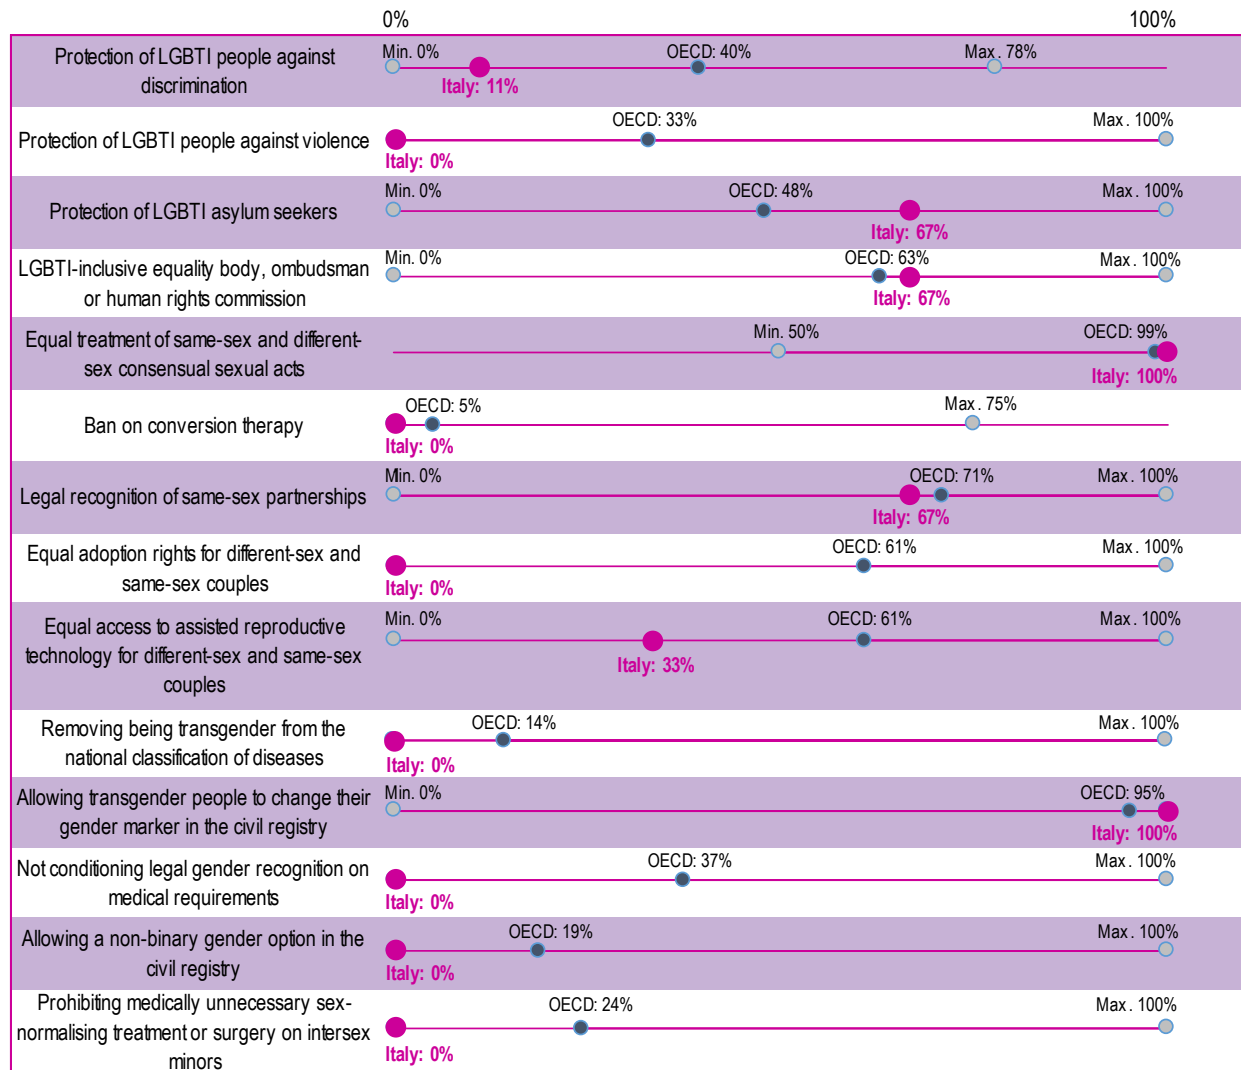 0%
100%
Protection of LGBTI people against
discrimination
Min. 0%
OECD: 40%
Max. 78%
Italy: 11%
Protection of LGBTI people against violence
OECD: 33%
Max. 100%
Italy: 0%
Protection of LGBTI asylum seekers
Min. 0%
OECD: 48%
Max. 100%
Italy: 67%
LGBTI-inclusive equality body, ombudsman
or human rights commission
Min. 0%
OECD: 63%
Max. 100%
Italy: 67%
Equal treatment of same-sex and different-
sex consensual sexual acts
Min. 50%
OECD: 99%
Italy: 100%
Ban on conversion therapy
OECD: 5%
Max. 75%
Italy: 0%
Legal recognition of same-sex partnerships
Min. 0%
OECD: 71%
Max. 100%
Italy: 67%
Equal adoption rights for different-sex and
same-sex couples
OECD: 61%
Max. 100%
Italy: 0%
Equal access to assisted reproductive
technology for different-sex and same-sex
couples
Min. 0%
OECD: 61%
Max. 100%
Italy: 33%
Removing being transgender from the
national classification of diseases
OECD: 14%
Max. 100%
Italy: 0%
Allowing transgender people to change their
gender marker in the civil registry
Min. 0%
OECD: 95%
Italy: 100%
Not conditioning legal gender recognition on
medical requirements
OECD: 37%
Max. 100%
Italy: 0%
Allowing a non-binary gender option in the
civil registry
OECD: 19%
Max. 100%
Italy: 0%
Prohibiting medically unnecessary sex-
normalising treatment or surgery on intersex
minors
OECD: 24%
Max. 100%
Italy: 0%